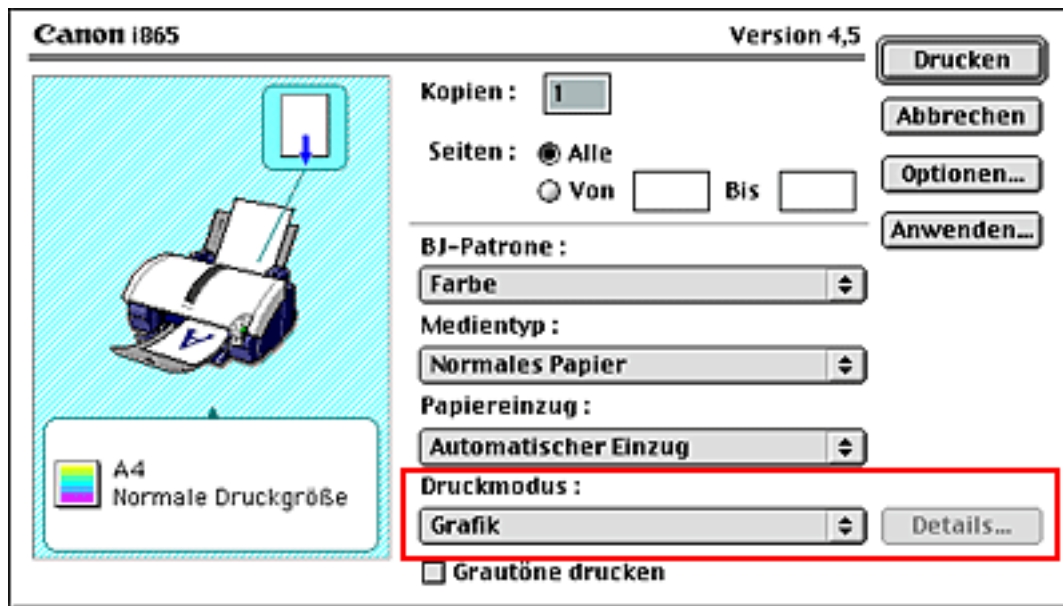 Canon i865
Version 4,5
Drucken
Abbrechen
Optionen...
Anwenden...
Kopien : 1
Seiten : Alle
Von Bis
BJ-Patrone :
Farbe
Medientyp :
Normales Papier
Papiereinzug :
Automatischer Einzug
Druckmodus :
Grafik
Details...
Grautöne drucken
A
A4
Normale Druckgröße